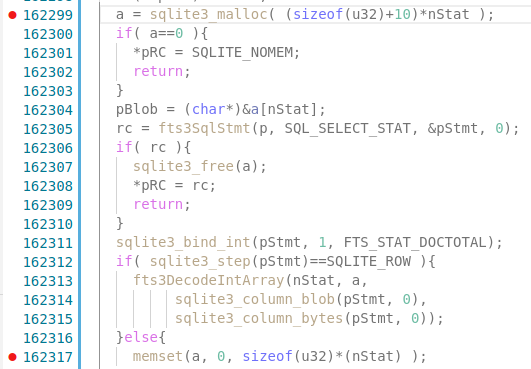 162299 a = sqlite3_malloc( (sizeof(u32)+10)*nStat );
162300 if( a==0 ){
162301 *pRC = SQLITE_NOMEM;
162302 return;
162303 }
162304 pBlob = (char*)&a[nStat];
162305 rc = fts3SqlStmt(p, SQL_SELECT_STAT, &pStmt, 0);
162306 if( rc ){
162307 sqlite3_free(a);
162308 *pRC = rc;
162309 return;
162310 }
162311 sqlite3_bind_int(pStmt, 1, FTS_STAT_DOCTOTAL);
162312 if( sqlite3_step(pStmt)==SQLITE_ROW ){
162313 fts3DecodeIntArray(nStat, a,
162314 sqlite3_column_blob(pStmt, 0),
162315 sqlite3_column_bytes(pStmt, 0));
162316 }else{
162317 memset(a, 0, sizeof(u32)*(nStat) );